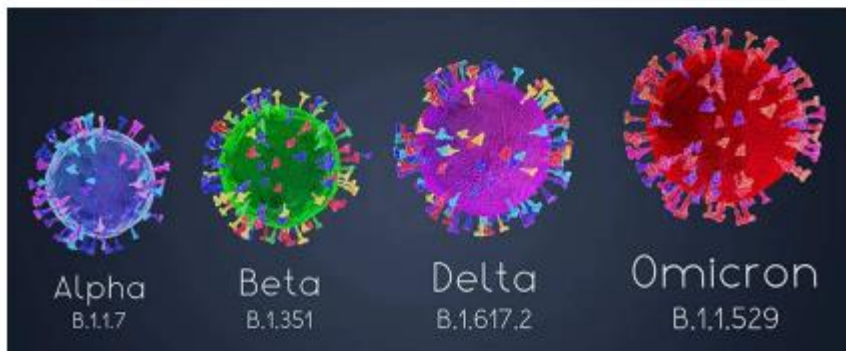 Alpha
B.1.1.7
Beta
B.1.351
Delta
B.1.617.2
Omicron
B.1.1.529